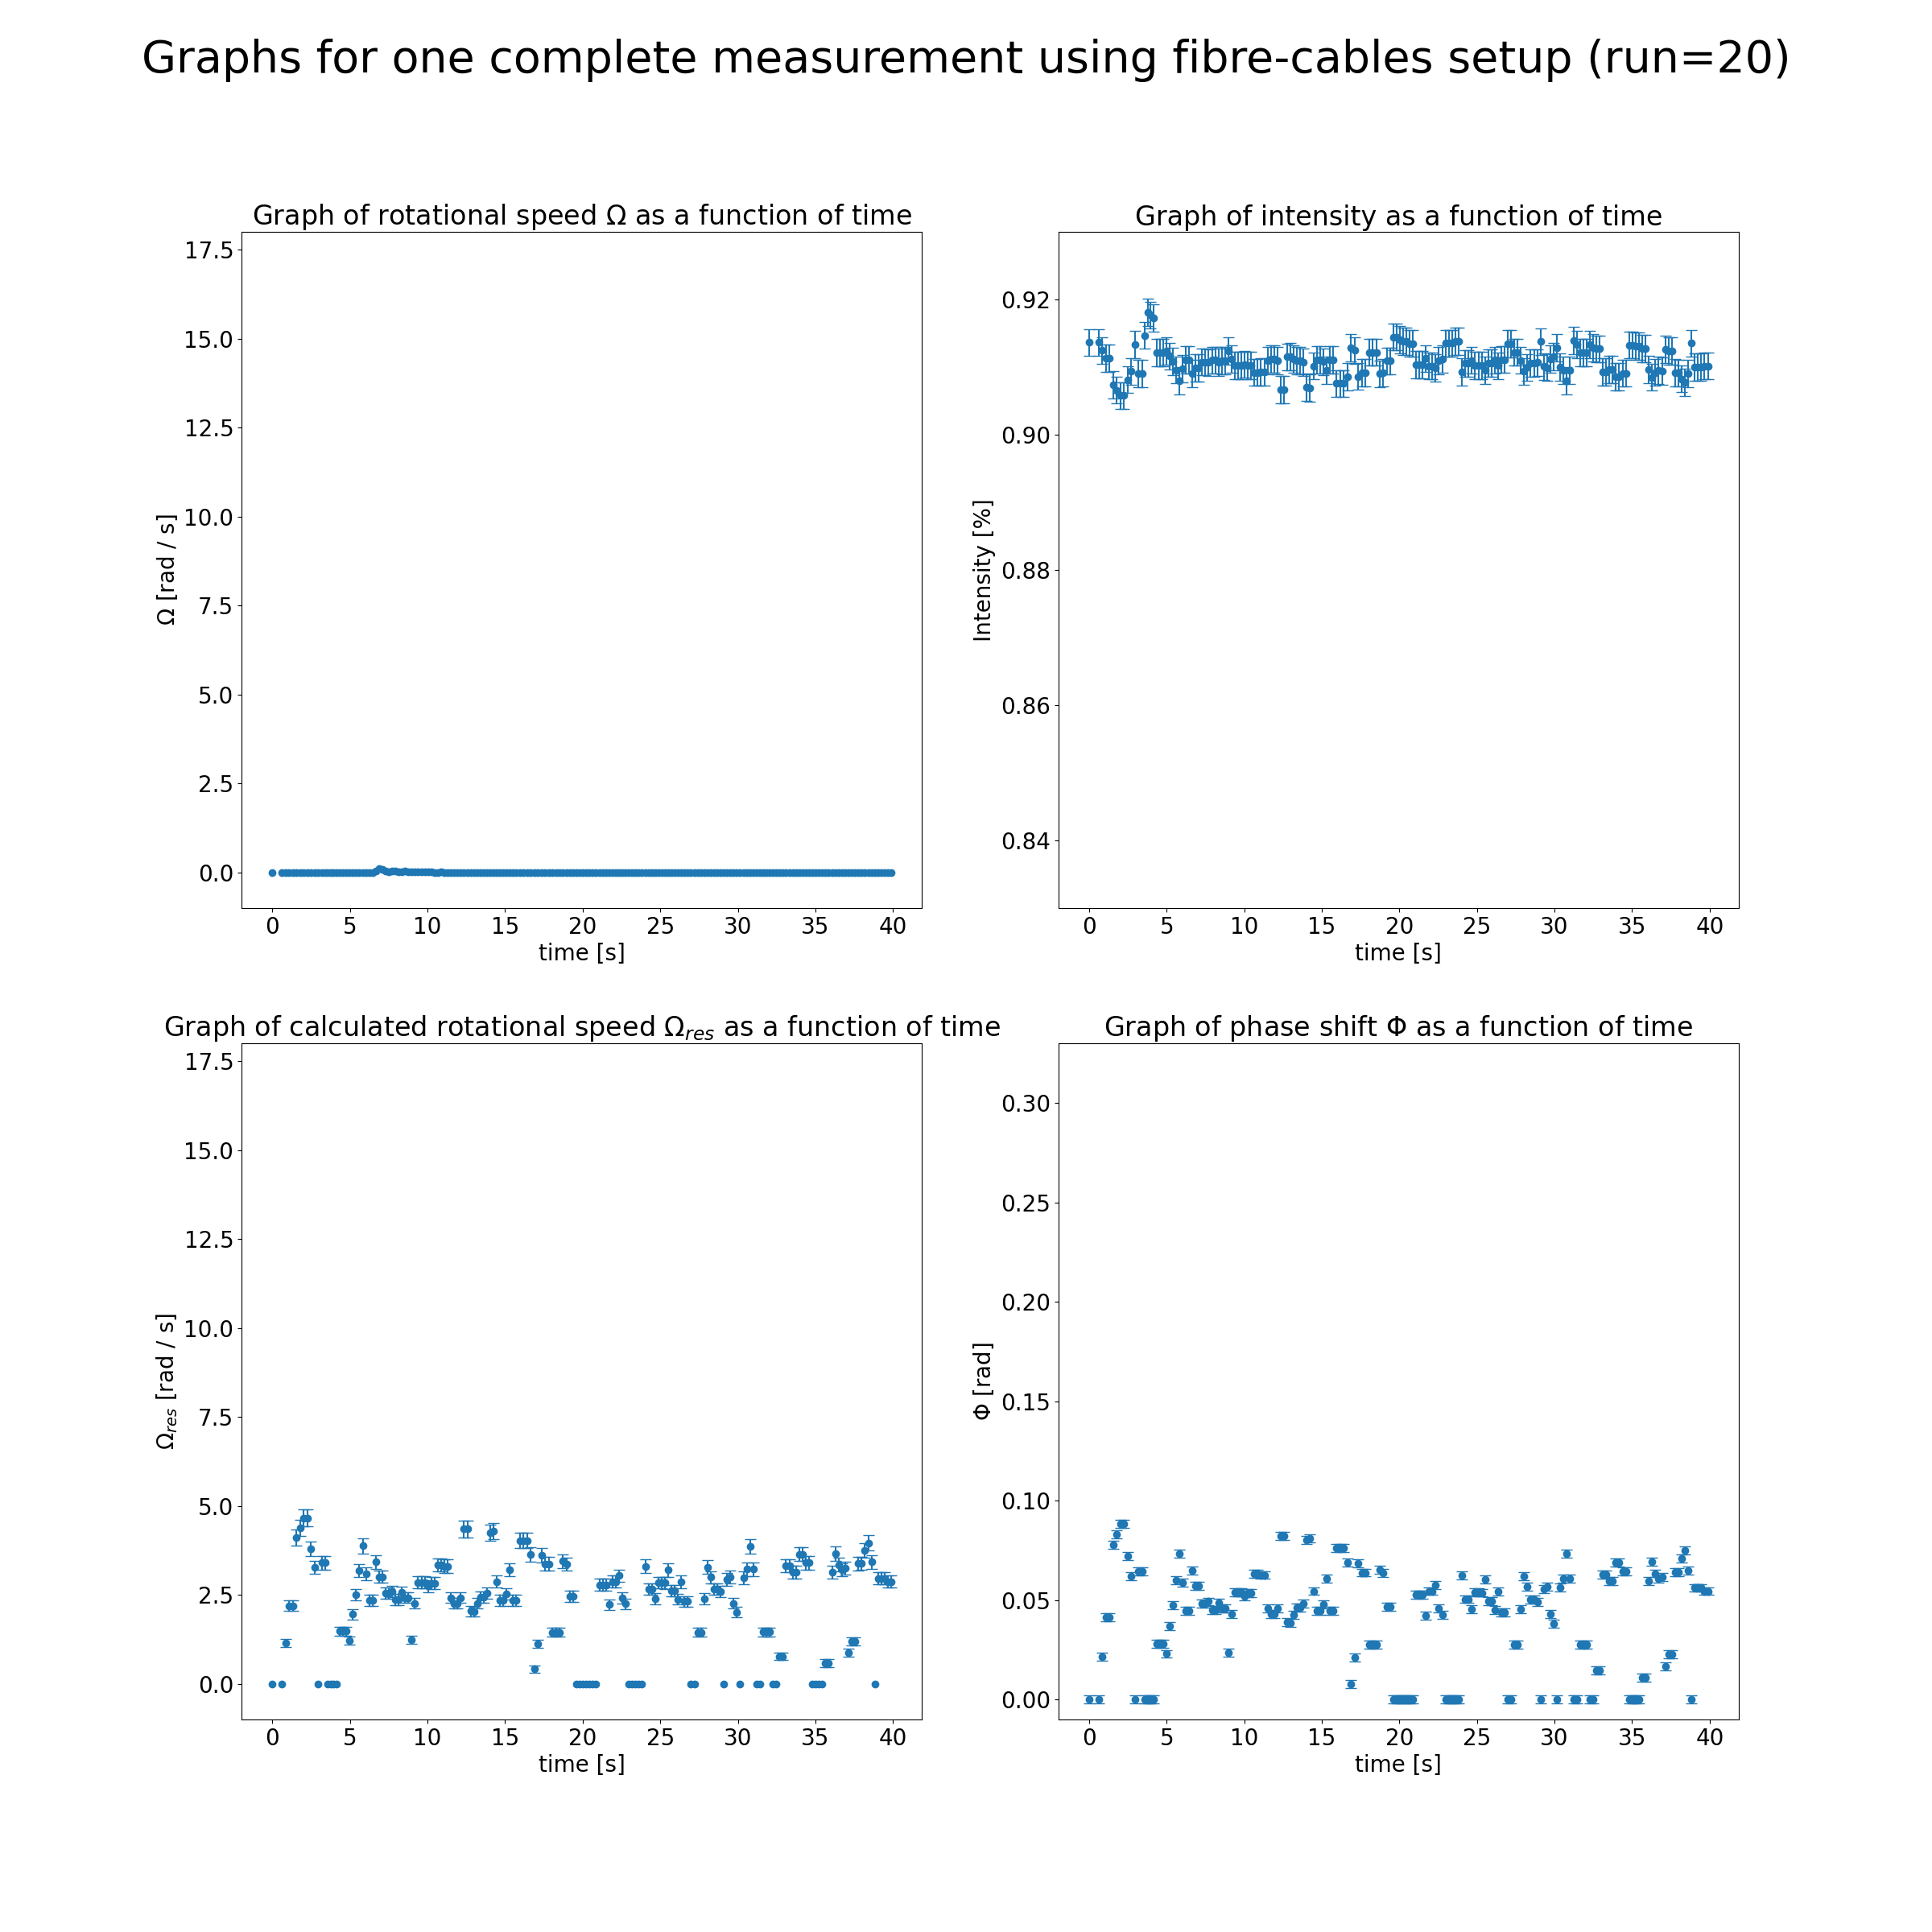 Graphs for one complete measurement using fibre-cables setup (run=20)
Graph of rotational speed Ω as a function of time
17.5
15.0
12.5
10.0
7.5
5.0
2.5
0.0
Ω [rad / s]
0 5 10 15 20 25 30 35 40
time [s]
Graph of intensity as a function of time
0.92
0.90
0.88
0.86
0.84
Intensity [%]
0 5 10 15 20 25 30 35 40
time [s]
Graph of calculated rotational speed Ω_res as a function of time
17.5
15.0
12.5
10.0
7.5
5.0
2.5
0.0
Ω_res [rad / s]
0 5 10 15 20 25 30 35 40
time [s]
Graph of phase shift Φ as a function of time
0.30
0.25
0.20
0.15
0.10
0.05
0.00
Φ [rad]
0 5 10 15 20 25 30 35 40
time [s]